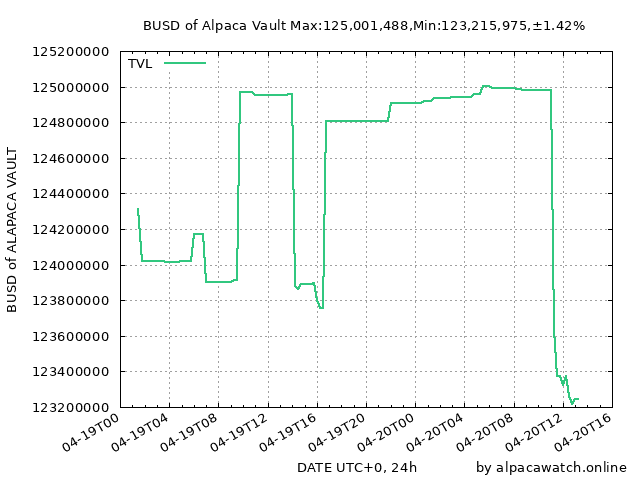 BUSD of Alpaca Vault Max:125,001,488,Min:123,215,975,±1.42%
TVL
125200000
125000000
124800000
124600000
124400000
124200000
124000000
123800000
123600000
123400000
123200000
BUSD of ALAPACA VAULT
04-19T00
04-19T04
04-19T08
04-19T12
04-19T16
04-19T20
04-20T00
04-20T04
04-20T08
04-20T12
04-20T16
DATE UTC+0, 24h
by alpacawatch.online